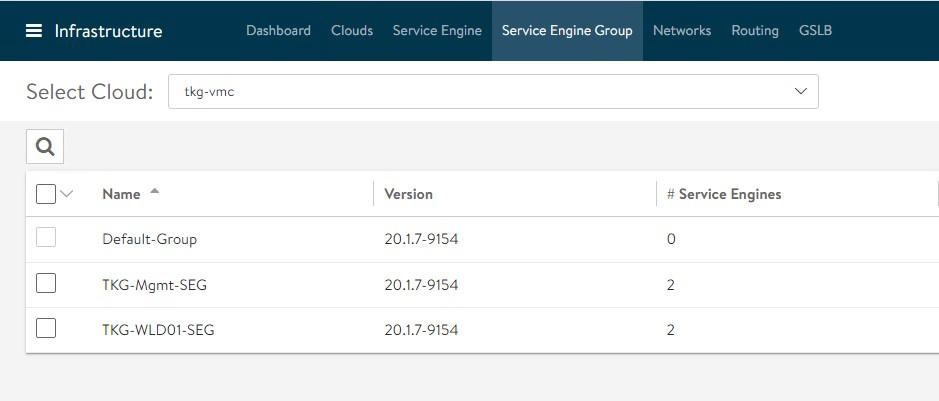 Infrastructure Dashboard Clouds Service Engine Service Engine Group Networks Routing GSLB
Select Cloud: tkg-vmc
Name Version # Service Engines
Default-Group 20.1.7-9154 0
TKG-Mgmt-SEG 20.1.7-9154 2
TKG-WLD01-SEG 20.1.7-9154 2